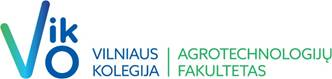 Viko
VILNIAUS KOLEGIJA
AGROTECHNOLOGIJŲ FAKULTETAS